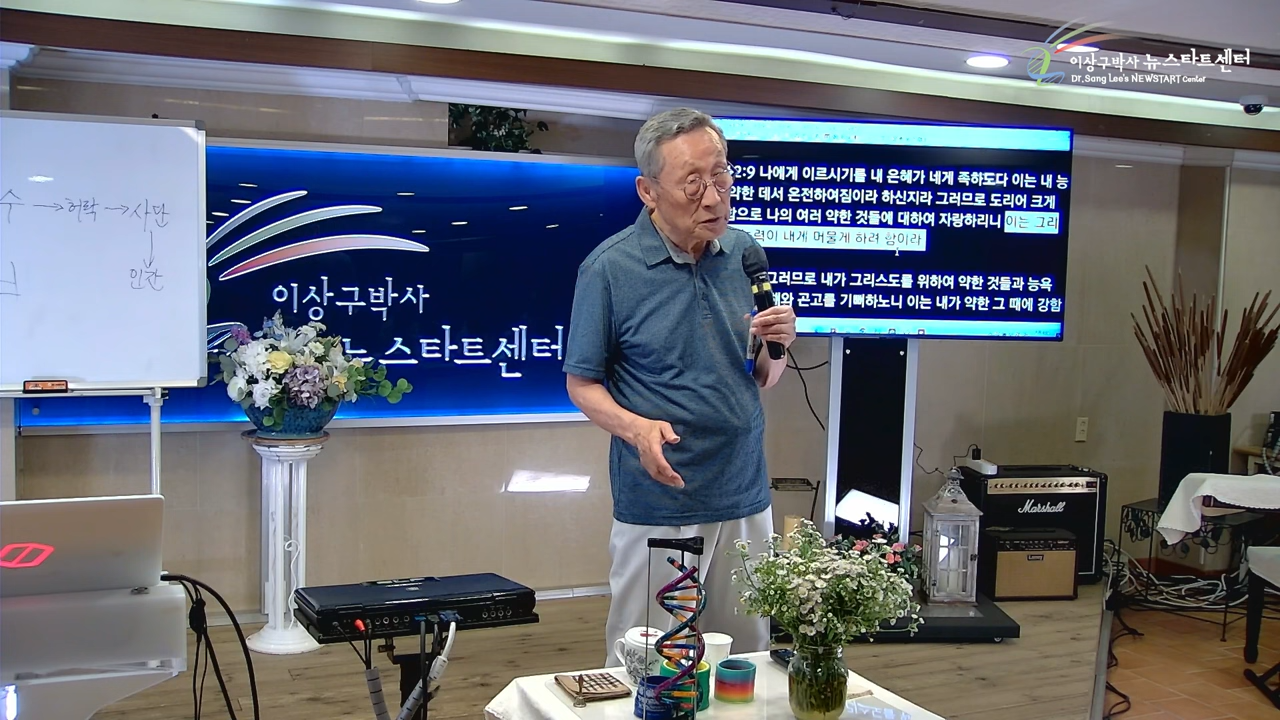 이상구박사 뉴스타트센터
Dr. Sang Lee's NEWSTART Center
수 → 허락 → 사단
↓
인간
이상구박사
뉴스타트센터
2:9 나에게 이르시기를 내 은혜가 네게 족하도다 이는 내 능
약한 데서 온전하여짐이라 하신지라 그러므로 도리어 크게
함으로 나의 여러 약한 것들에 대하여 자랑하리니 이는 그리
능력이 내게 머물게 하려 함이라
그러므로 내가 그리스도를 위하여 약한 것들과 능욕
곤고를 기뻐하노니 이는 내가 약한 그 때에 강함
Marshall
Laney